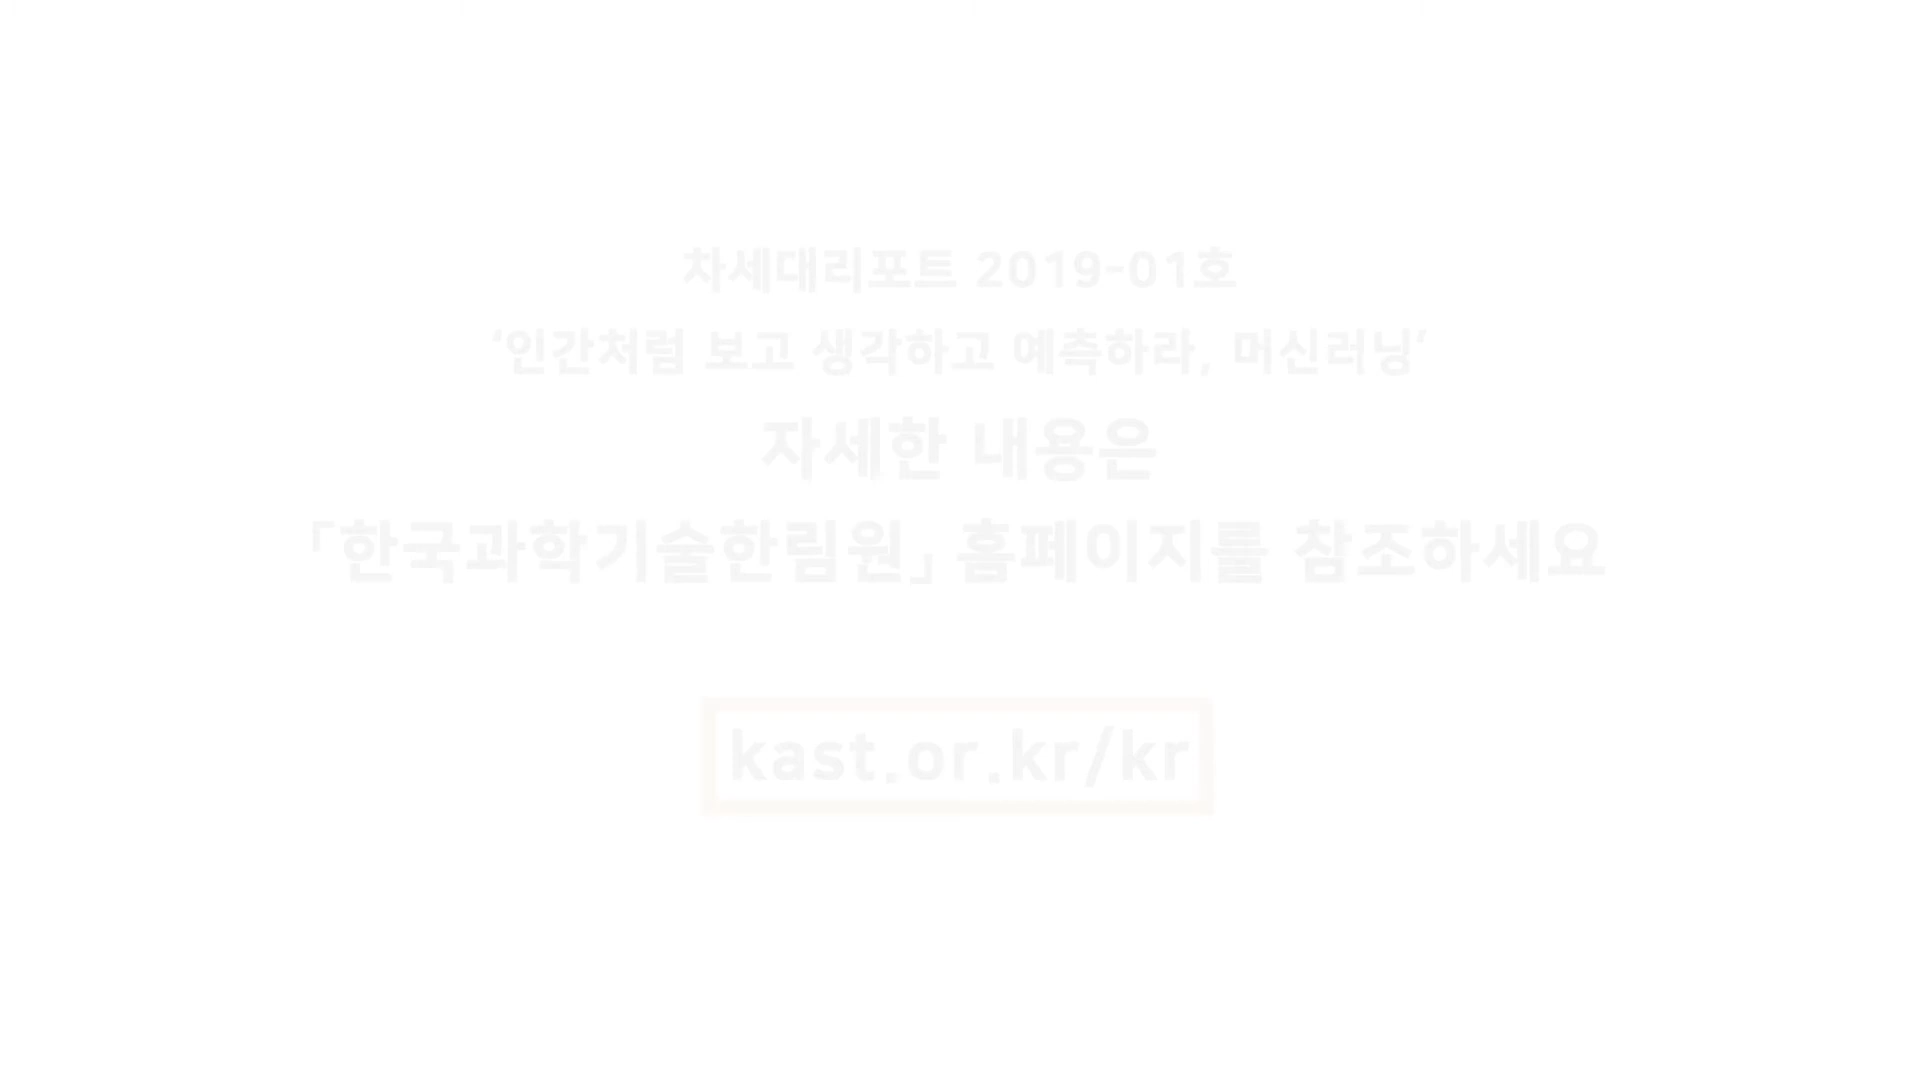 차세대리포트 2019-01호
‘인간처럼 보고 생각하고 예측하라, 머신러닝’
자세한 내용은
「한국과학기술한림원」 홈페이지를 참조하세요
kast.or.kr/kr